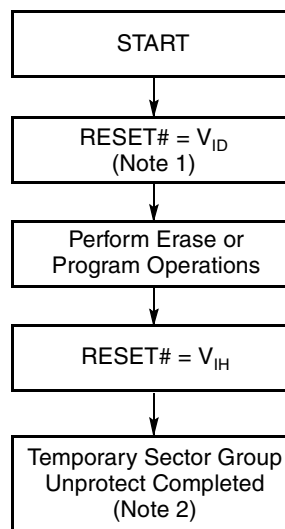 START
RESET# = V_ID
(Note 1)
Perform Erase or
Program Operations
RESET# = V_IH
Temporary Sector Group
Unprotect Completed
(Note 2)